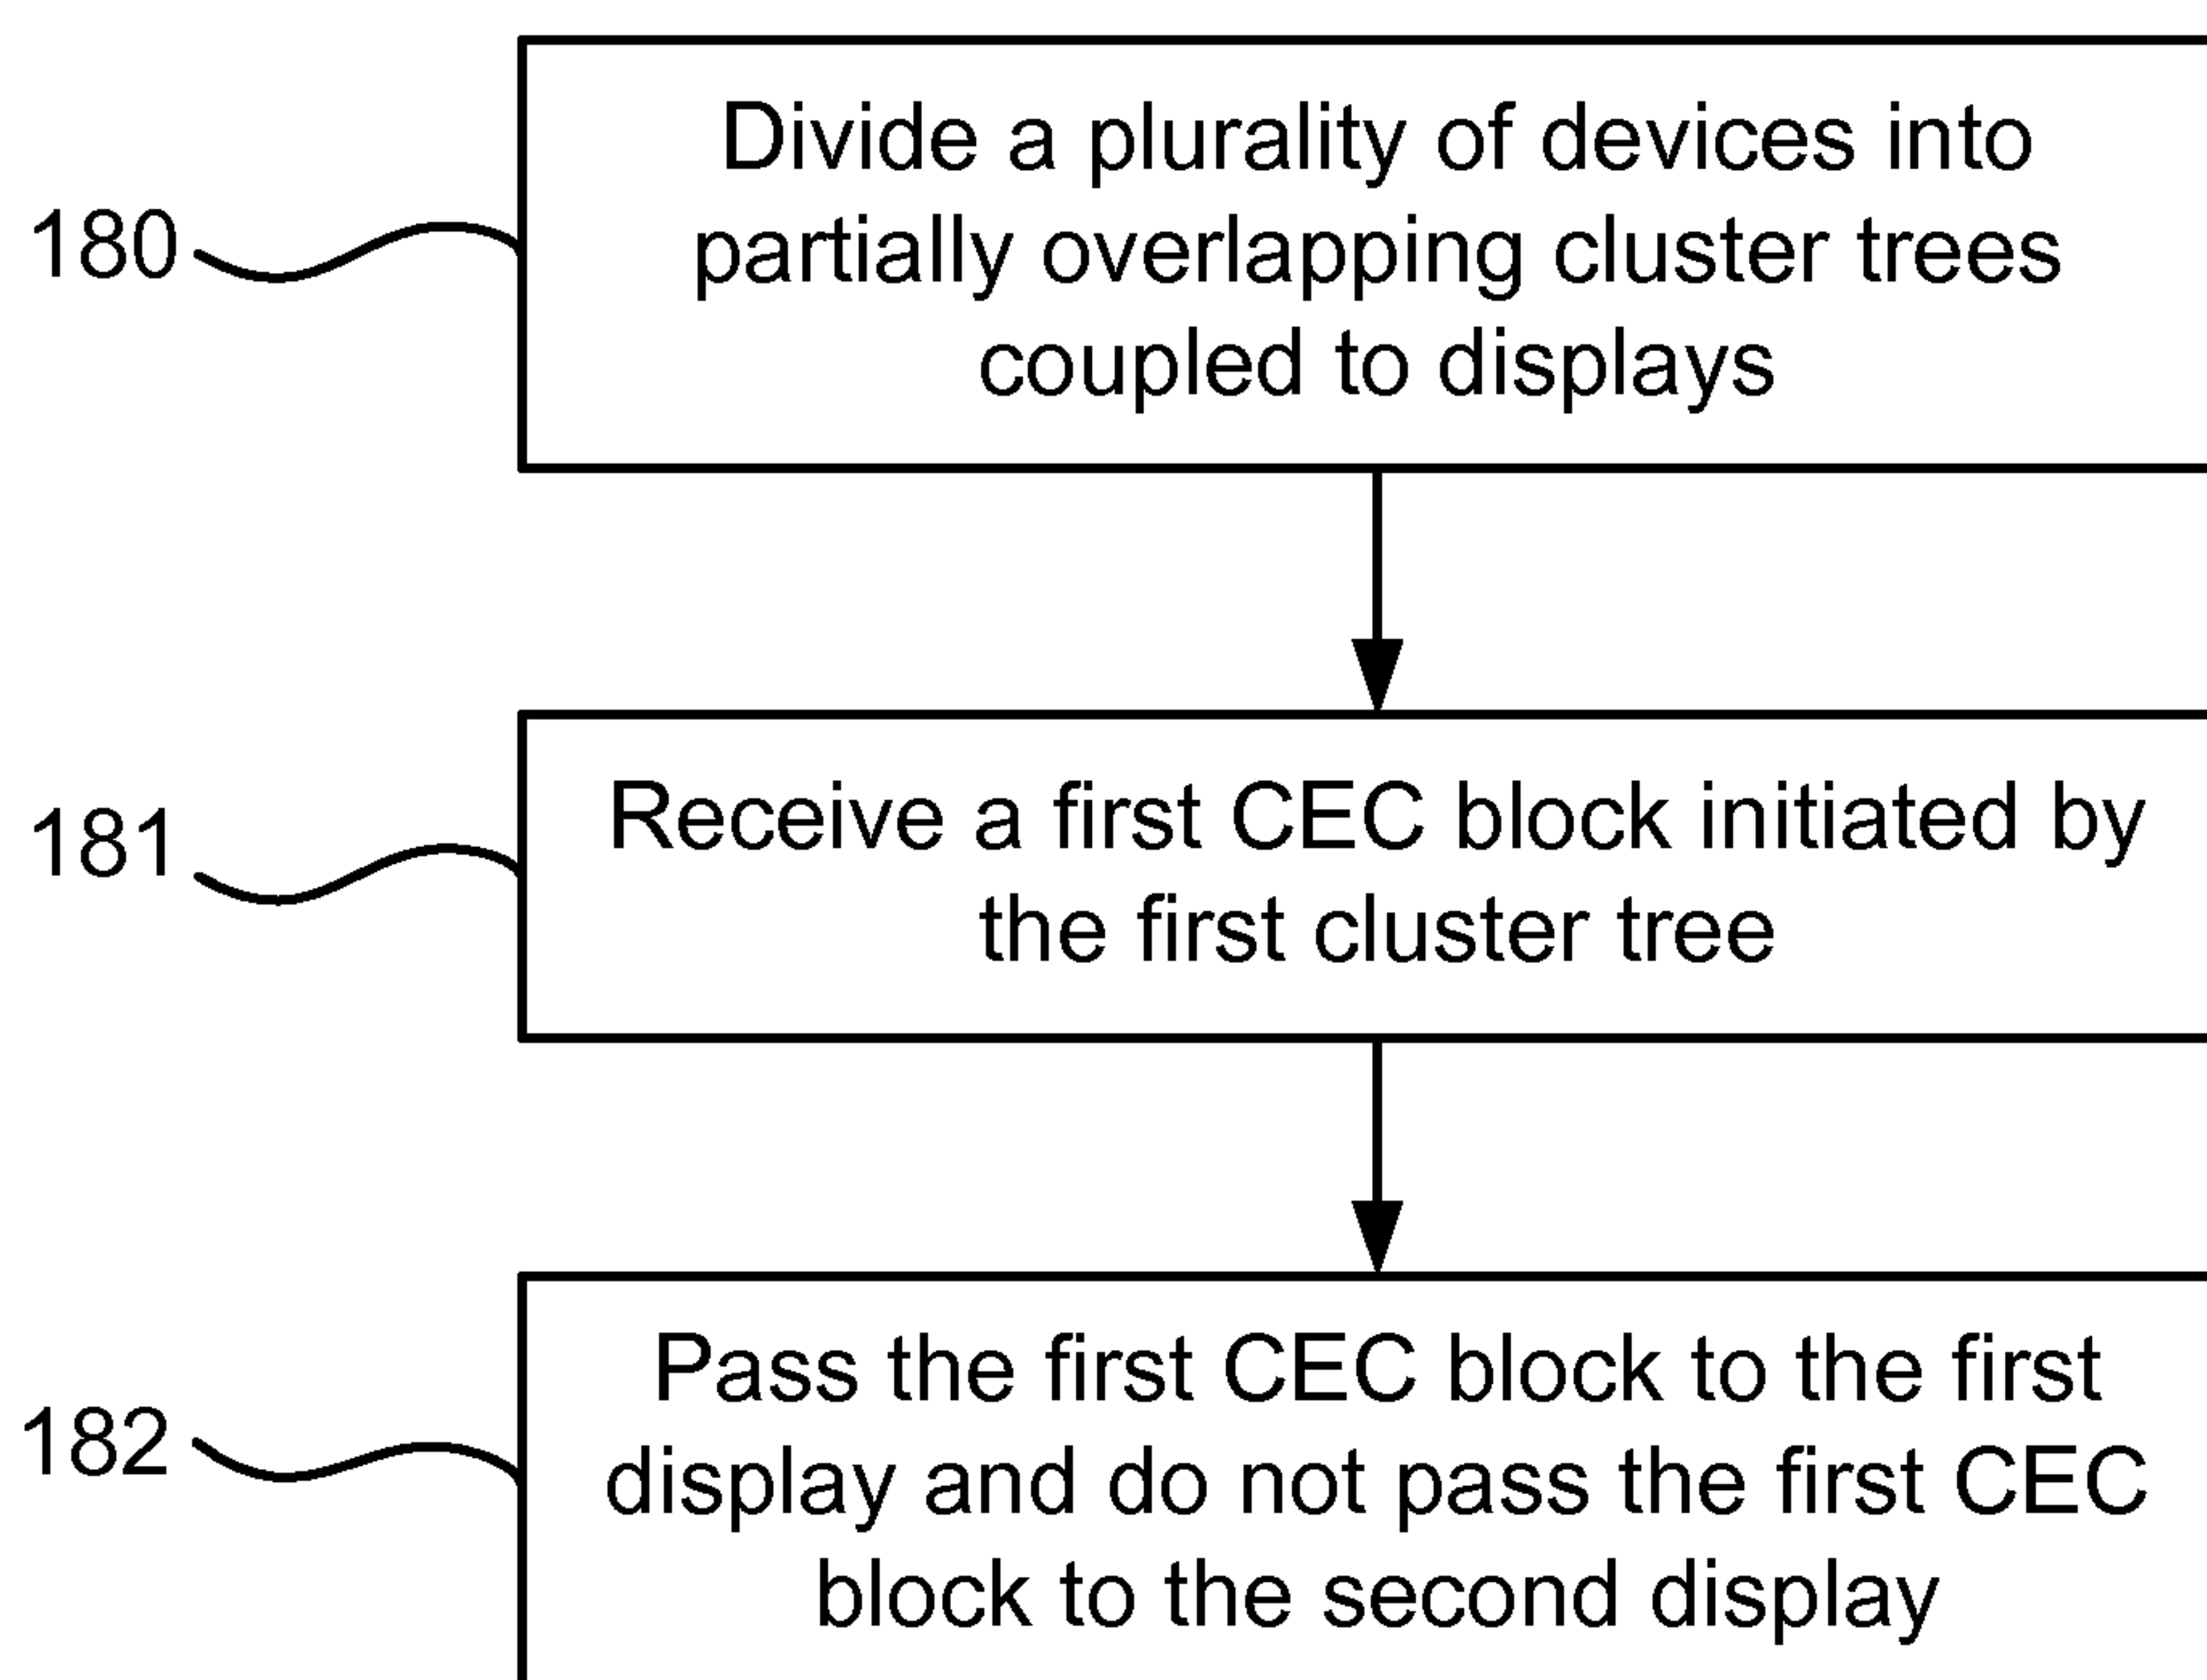 Divide a plurality of devices into
180
partially overlapping cluster trees
coupled to displays
Receive a first CEC block initiated by
181
the first cluster tree
Pass the first CEC block to the first
182
display and do not pass the first CEC
block to the second display